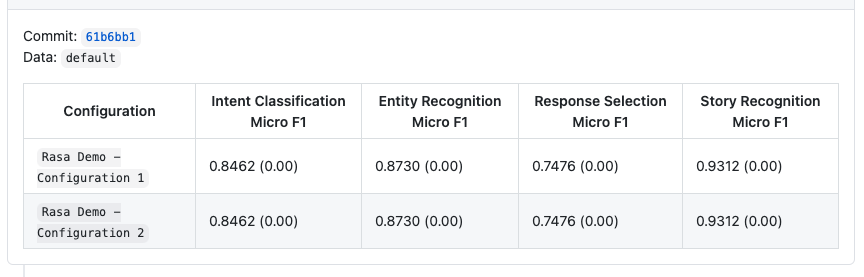 Commit: 61b6bb1
Data: default
Configuration
Intent Classification
Micro F1
Entity Recognition
Micro F1
Response Selection
Micro F1
Story Recognition
Micro F1
Rasa Demo –
Configuration 1
0.8462 (0.00)
0.8730 (0.00)
0.7476 (0.00)
0.9312 (0.00)
Rasa Demo –
Configuration 2
0.8462 (0.00)
0.8730 (0.00)
0.7476 (0.00)
0.9312 (0.00)